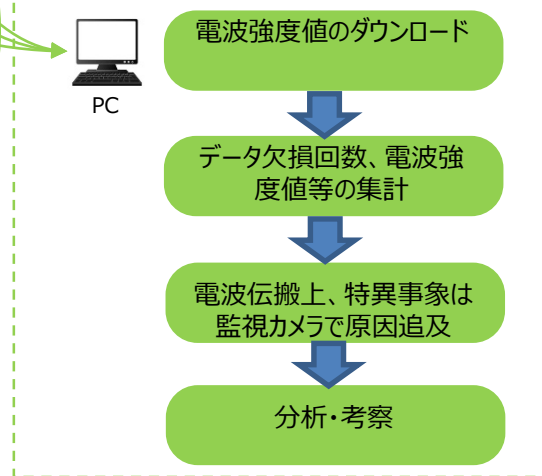 電波強度値のダウンロード
PC
データ欠損回数、電波強
度値等の集計
電波伝搬上、特異事象は
監視カメラで原因追及
分析・考察